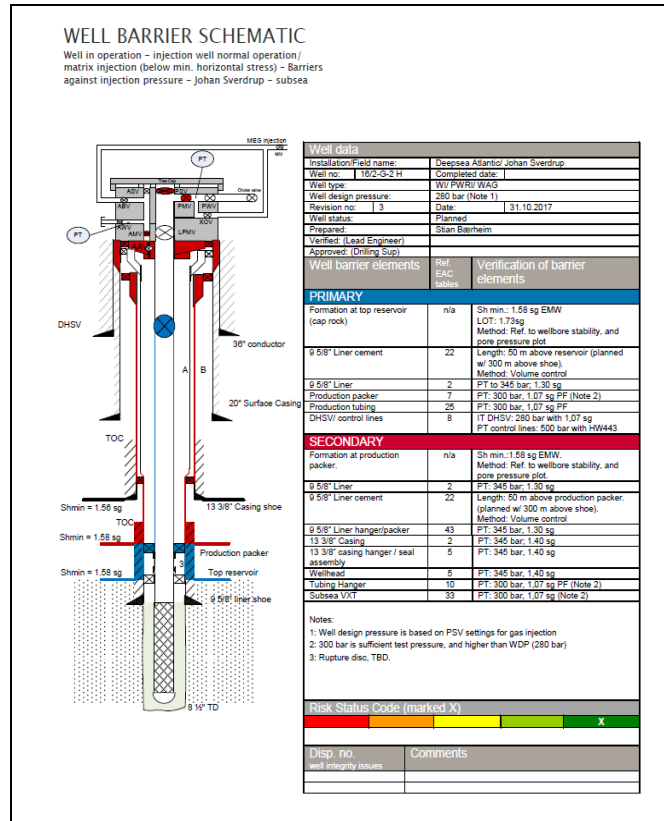 WELL BARRIER SCHEMATIC
Well in operation – injection well normal operation/
matrix injection (below min. horizontal stress) – Barriers
against injection pressure – Johan Sverdrup – subsea
MEG injection
MIV
PT
Tree Cap
ASV
PSV
Choke valve
ABV
PMV
PWV
XOV
AWV
AMV
LPMV
PT
DHSV
36" conductor
A
B
20" Surface Casing
TOC
Shmin = 1.56 sg
13 3/8" Casing shoe
TOC
Shmin = 1.58 sg
Production packer
3
Shmin = 1.58 sg
Top reservoir
9 5/8" liner shoe
8 ½" TD
Well data
Installation/Field name: Deepsea Atlantic/ Johan Sverdrup
Well no: 16/2-G-2 H Completed date:
Well type: WI/ PWRI/ WAG
Well design pressure: 280 bar (Note 1)
Revision no: 3 Date: 31.10.2017
Well status: Planned
Prepared: Stian Bærheim
Verified: (Lead Engineer)
Approved: (Drilling Sup)
Well barrier elements Ref. EAC tables Verification of barrier elements
PRIMARY
Formation at top reservoir (cap rock) n/a Sh min.: 1.58 sg EMW
LOT: 1.73sg
Method: Ref. to wellbore stability, and
pore pressure plot
9 5/8" Liner cement 22 Length: 50 m above reservoir (planned
w/ 300 m above shoe).
Method: Volume control
9 5/8" Liner 2 PT to 345 bar; 1.30 sg
Production packer 7 PT: 300 bar, 1.07 sg PF (Note 2)
Production tubing 25 PT: 300 bar, 1,07 sg PF
DHSV/ control lines 8 IT DHSV: 280 bar with 1,07 sg
PT control lines: 500 bar with HW443
SECONDARY
Formation at production packer. n/a Sh min.:1.58 sg EMW.
Method: Ref. to wellbore stability, and
pore pressure plot.
9 5/8" Liner 2 PT: 345 bar; 1.30 sg
9 5/8" Liner cement 22 Length: 50 m above production packer.
(planned w/ 300 m above shoe).
Method: Volume control
9 5/8" Liner hanger/packer 43 PT: 345 bar, 1.30 sg
13 3/8" Casing 2 PT: 345 bar; 1.40 sg
13 3/8" casing hanger / seal assembly 5 PT: 345 bar, 1.40 sg
Wellhead 5 PT: 345 bar, 1,40 sg
Tubing Hanger 10 PT: 300 bar, 1,07 sg PF (Note 2)
Subsea VXT 33 PT: 300 bar, 1,07 sg (Note 2)
Notes:
1: Well design pressure is based on PSV settings for gas injection
2: 300 bar is sufficient test pressure, and higher than WDP (280 bar)
3: Rupture disc, TBD.
Risk Status Code (marked X)
X
Disp. no. Comments
well integrity issues